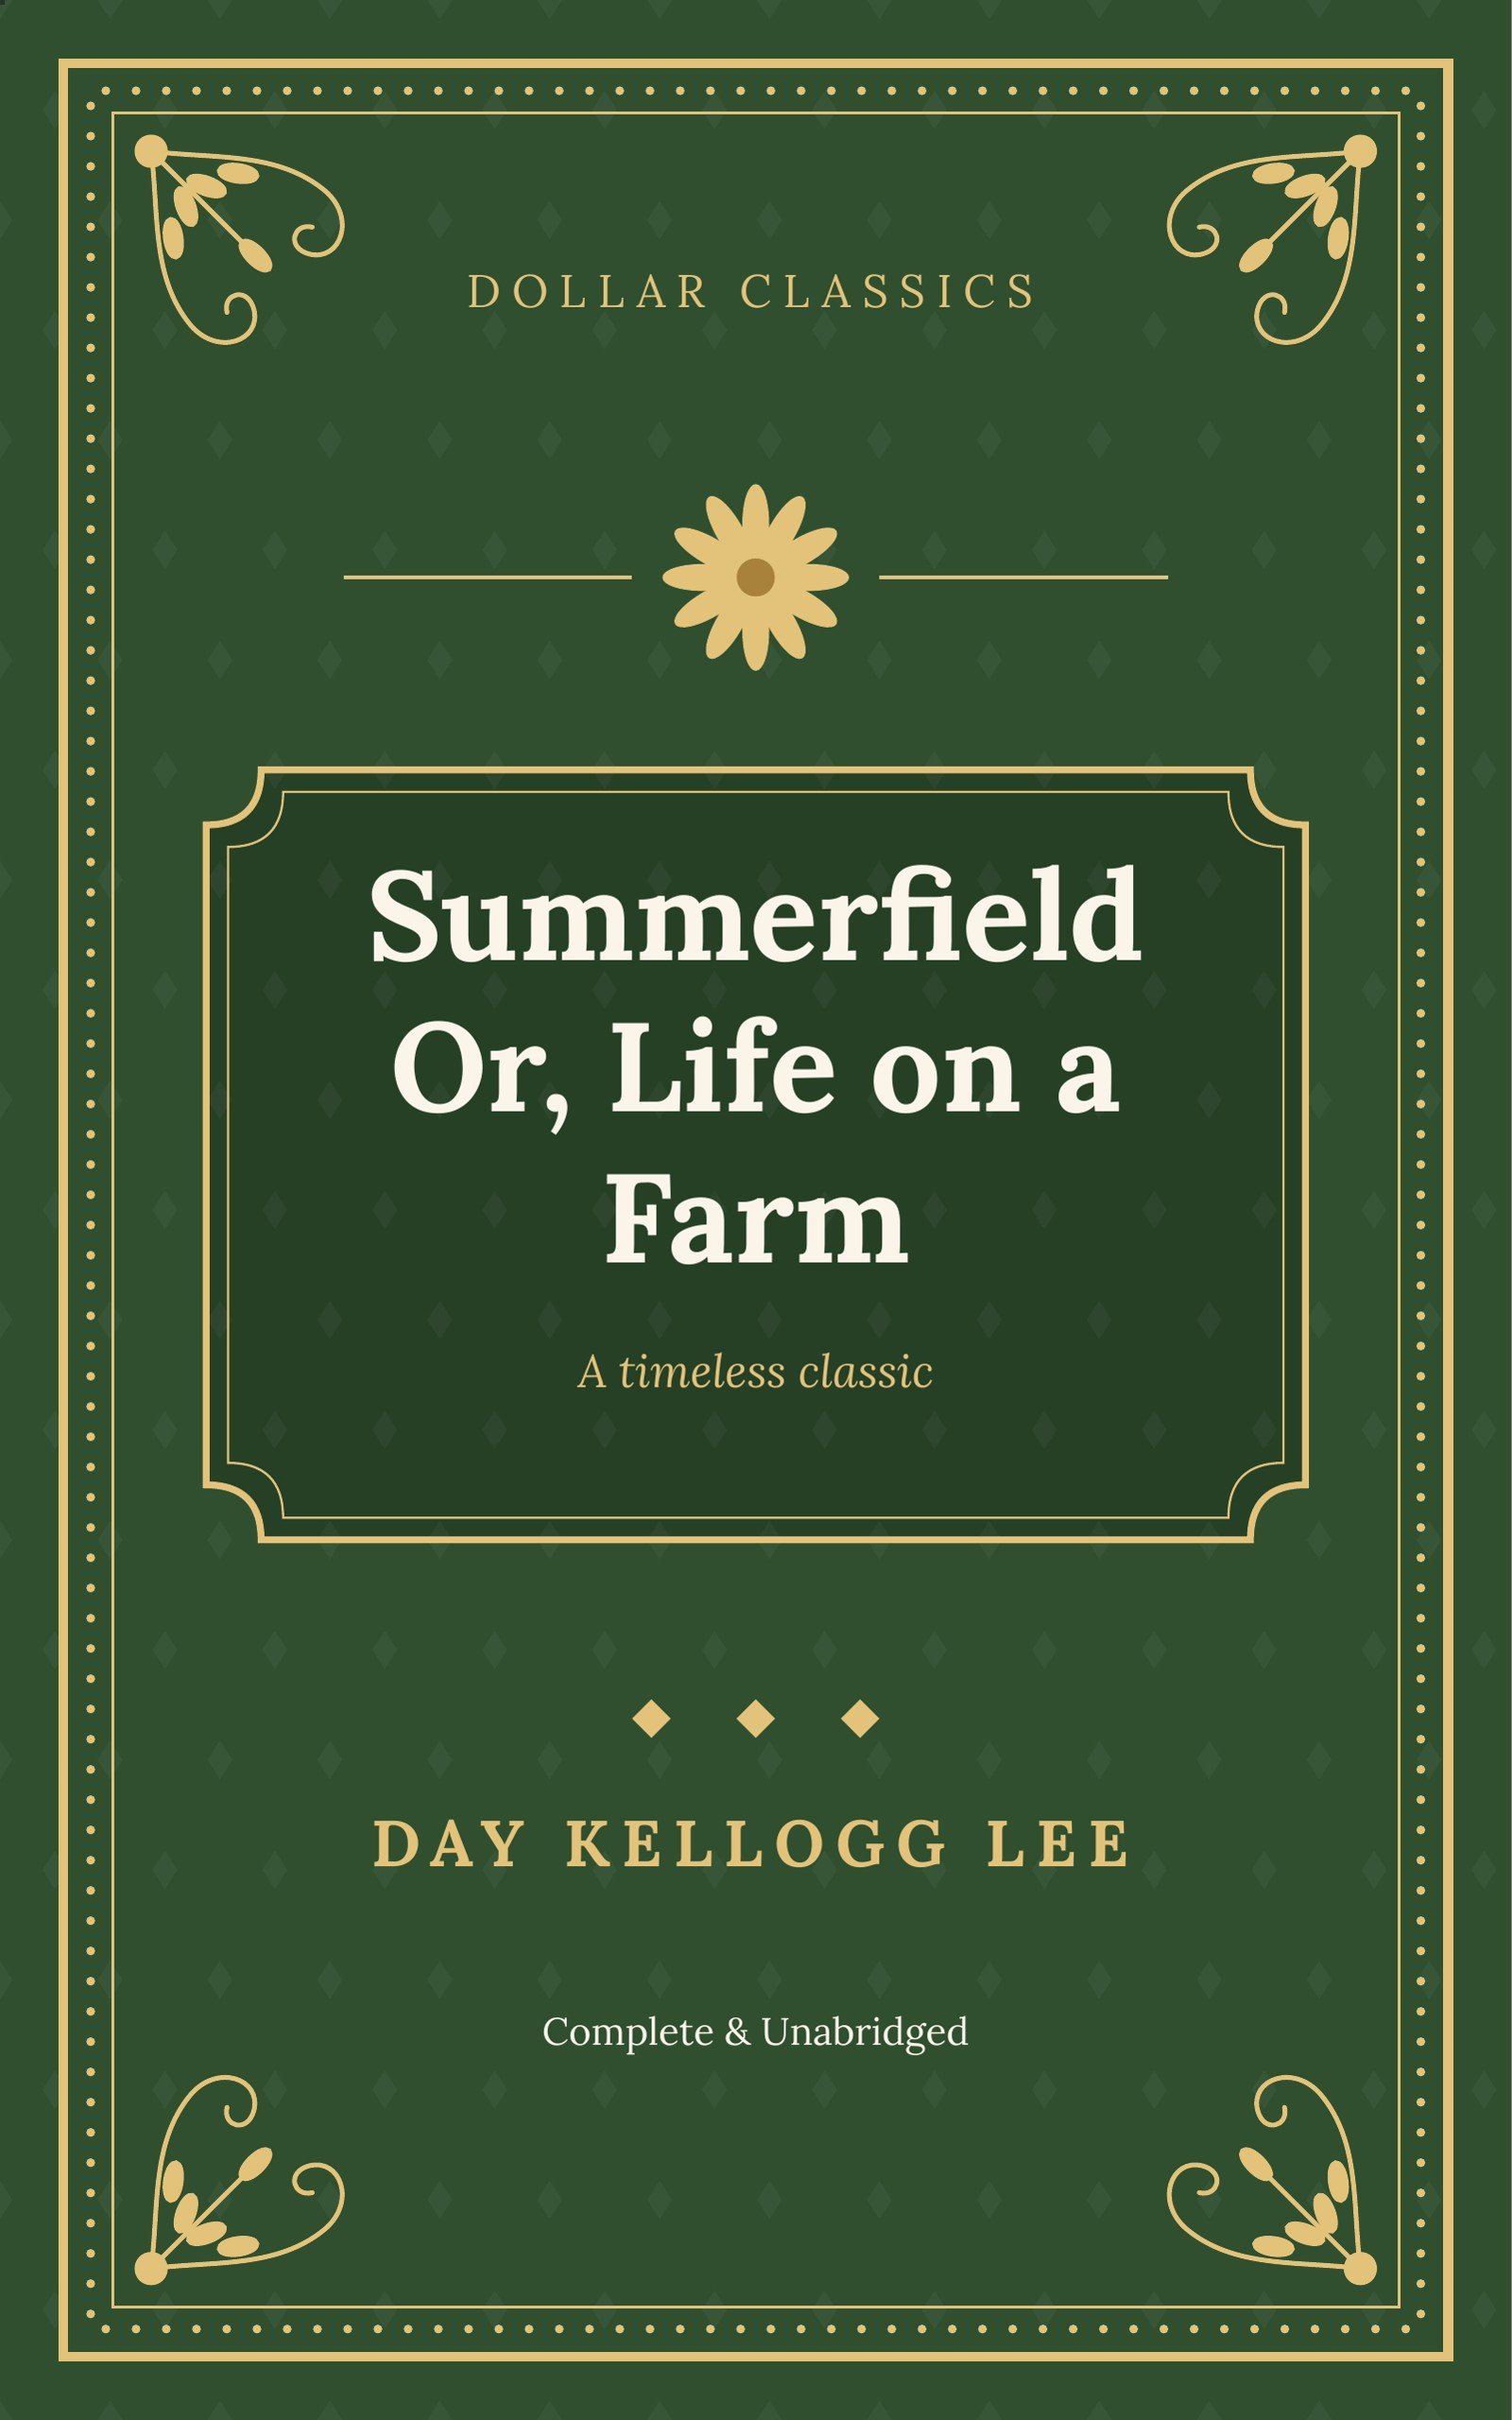 DOLLAR CLASSICS
Summerfield
Or, Life on a
Farm
A timeless classic
DAY KELLOGG LEE
Complete & Unabridged